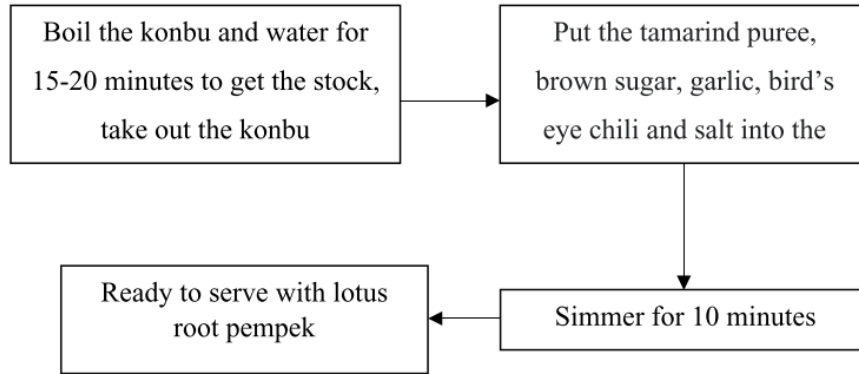 Boil the konbu and water for
15-20 minutes to get the stock,
take out the konbu
Put the tamarind puree,
brown sugar, garlic, bird’s
eye chili and salt into the
Simmer for 10 minutes
Ready to serve with lotus
root pempek